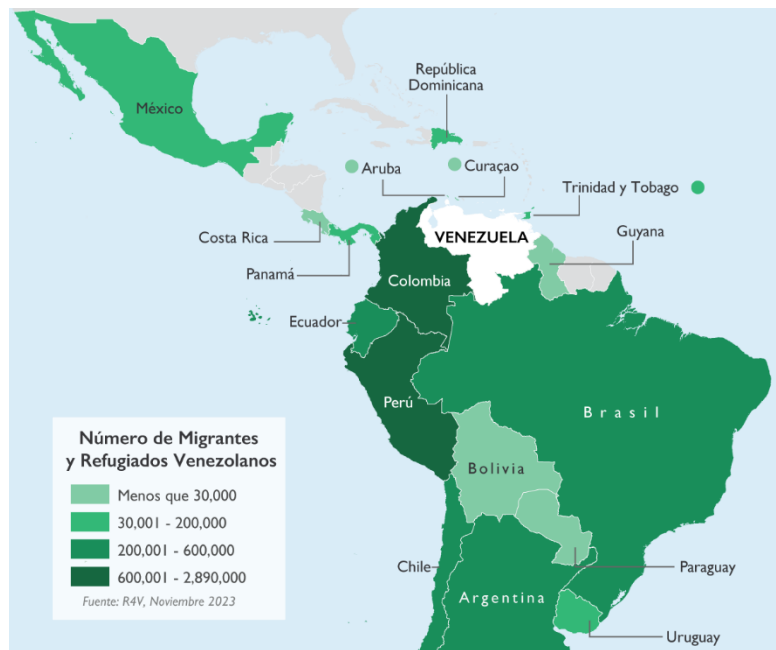 República
Dominicana
México
Aruba
Curaçao
Trinidad y Tobago
Costa Rica
VENEZUELA
Guyana
Panamá
Colombia
Ecuador
Perú
Brasil
Bolivia
Chile
Paraguay
Argentina
Uruguay
Número de Migrantes
y Refugiados Venezolanos
Menos que 30,000
30,001 - 200,000
200,001 - 600,000
600,001 - 2,890,000
Fuente: R4V, Noviembre 2023